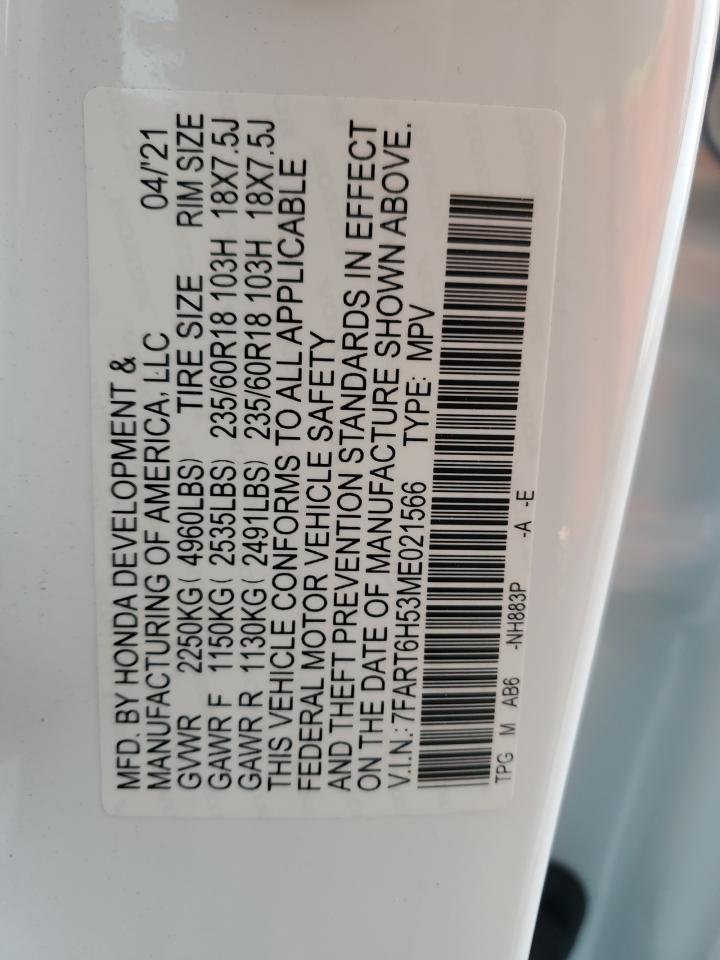 MFD. BY HONDA DEVELOPMENT &
MANUFACTURING OF AMERICA, LLC 04/'21
GVWR 2250KG( 4960LBS) TIRE SIZE RIM SIZE
GAWR F 1150KG( 2535LBS) 235/60R18 103H 18X7.5J
GAWR R 1130KG( 2491LBS) 235/60R18 103H 18X7.5J
THIS VEHICLE CONFORMS TO ALL APPLICABLE
FEDERAL MOTOR VEHICLE SAFETY
AND THEFT PREVENTION STANDARDS IN EFFECT
ON THE DATE OF MANUFACTURE SHOWN ABOVE.
V.I.N.: 7FART6H53ME021566 TYPE: MPV
TPG M AB6 -NH883P -A -E